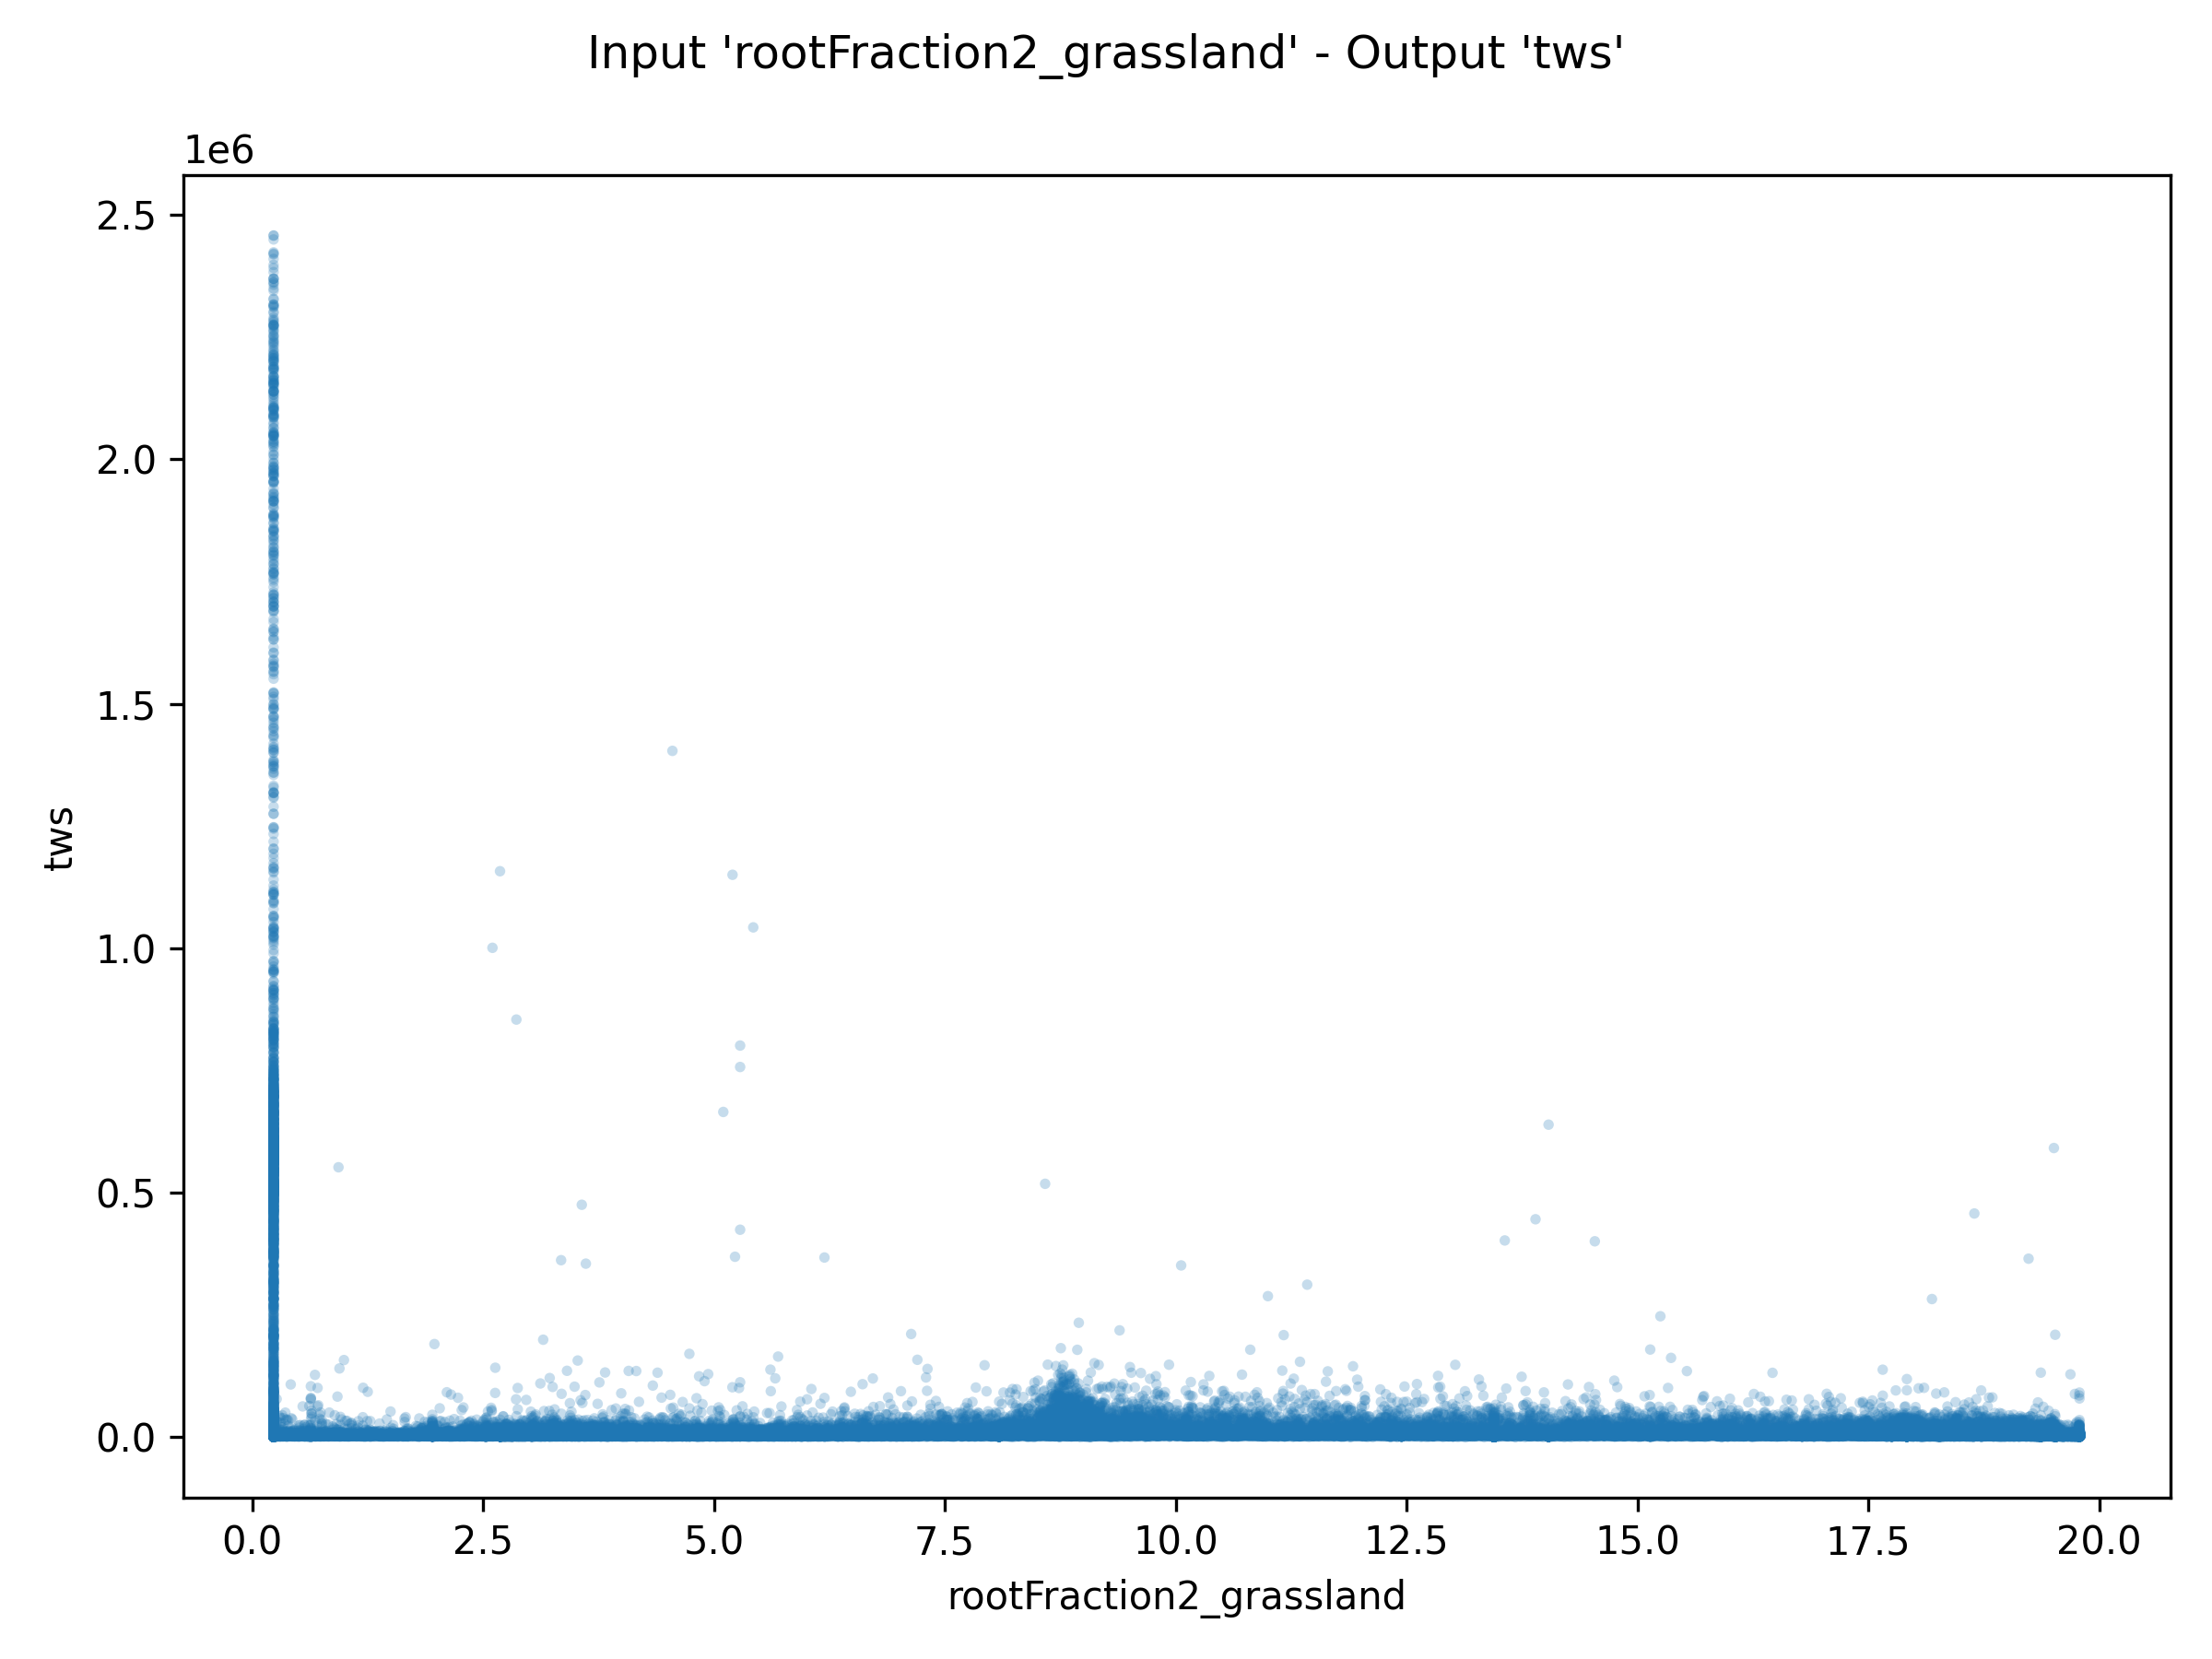 Input 'rootFraction2_grassland' - Output 'tws'
1e6
2.5
2.0
1.5
1.0
0.5
0.0
tws
0.0 2.5 5.0 7.5 10.0 12.5 15.0 17.5 20.0
rootFraction2_grassland